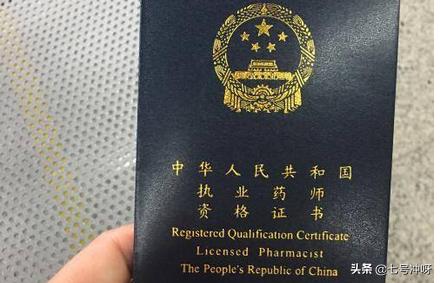 中华人民共和国
执业药师
资格证书
Registered Qualification Certificate
Licensed Pharmacist
The People's Republic of China
头条 @七号冲呀